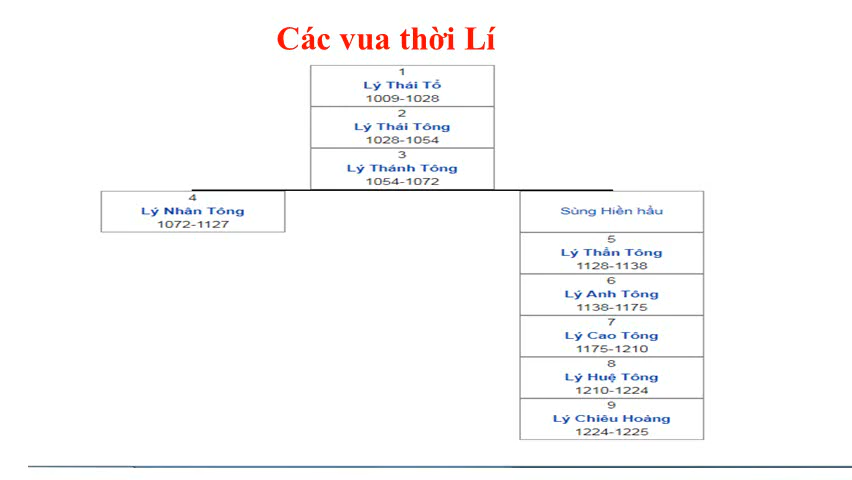 Các vua thời Lí
1
Lý Thái Tổ
1009-1028
2
Lý Thái Tông
1028-1054
3
Lý Thánh Tông
1054-1072
4
Lý Nhân Tông
1072-1127
Sùng Hiền hầu
5
Lý Thần Tông
1128-1138
6
Lý Anh Tông
1138-1175
7
Lý Cao Tông
1175-1210
8
Lý Huệ Tông
1210-1224
9
Lý Chiêu Hoàng
1224-1225